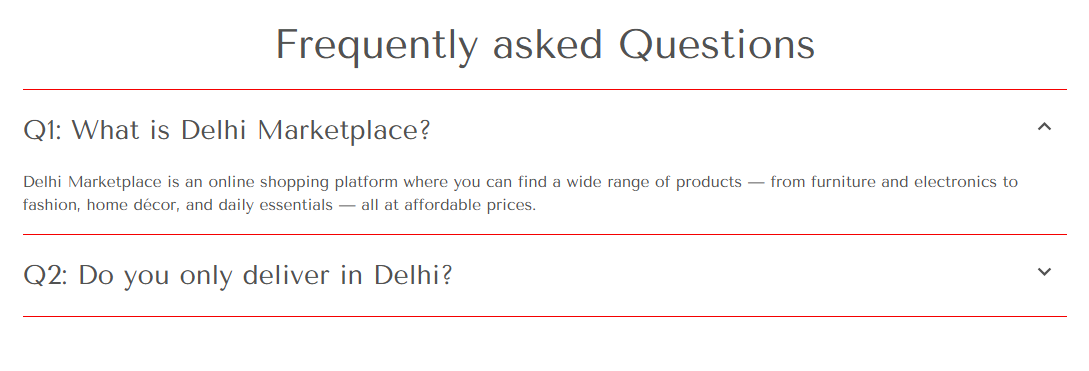 Frequently asked Questions
Q1: What is Delhi Marketplace?
Delhi Marketplace is an online shopping platform where you can find a wide range of products — from furniture and electronics to
fashion, home décor, and daily essentials — all at affordable prices.
Q2: Do you only deliver in Delhi?